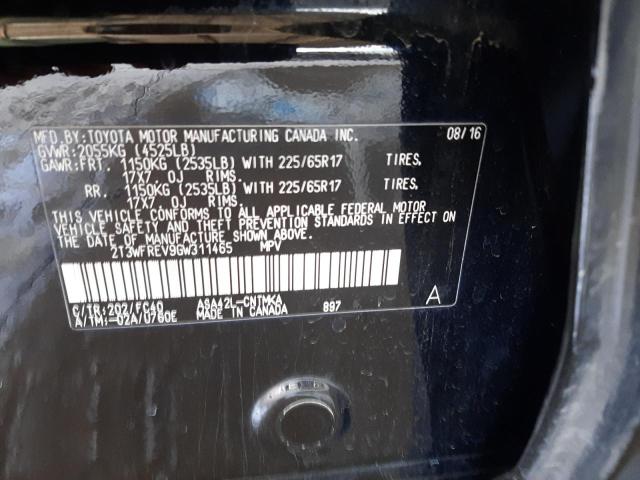 MFD.BY:TOYOTA MOTOR MANUFACTURING CANADA INC. 08/16
GVWR:2055KG (4525LB)
GAWR:FRT. 1150KG (2535LB) WITH 225/65R17 TIRES,
17X7.0J RIMS.
RR. 1150KG (2535LB) WITH 225/65R17 TIRES,
17X7.0J RIMS.
THIS VEHICLE CONFORMS TO ALL APPLICABLE FEDERAL MOTOR
VEHICLE SAFETY AND THEFT PREVENTION STANDARDS IN EFFECT ON
THE DATE OF MANUFACTURE SHOWN ABOVE.
2T3WFREV9GW311465 MPV
C/TR:202/FC40 ASA42L-CNTMKA
A/TM:-02A/U760E MADE IN CANADA 897 A